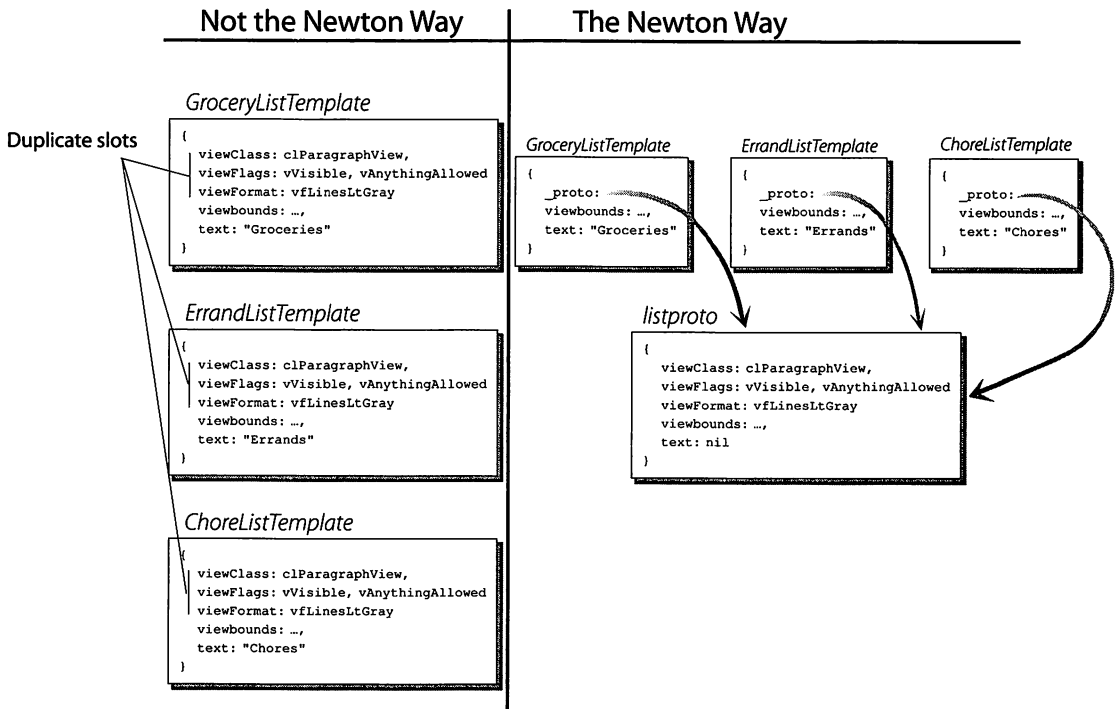 Not the Newton Way
The Newton Way
Duplicate slots
GroceryListTemplate
{
viewClass: clParagraphView,
viewFlags: vVisible, vAnythingAllowed
viewFormat: vfLinesLtGray
viewbounds: …,
text: "Groceries"
}
ErrandListTemplate
{
viewClass: clParagraphView,
viewFlags: vVisible, vAnythingAllowed
viewFormat: vfLinesLtGray
viewbounds: …,
text: "Errands"
}
ChoreListTemplate
{
viewClass: clParagraphView,
viewFlags: vVisible, vAnythingAllowed
viewFormat: vfLinesLtGray
viewbounds: …,
text: "Chores"
}
GroceryListTemplate
{
_proto:
viewbounds: …,
text: "Groceries"
}
ErrandListTemplate
{
_proto:
viewbounds: …,
text: "Errands"
}
ChoreListTemplate
{
_proto:
viewbounds: …,
text: "Chores"
}
listproto
{
viewClass: clParagraphView,
viewFlags: vVisible, vAnythingAllowed
viewFormat: vfLinesLtGray
viewbounds: …,
text: nil
}